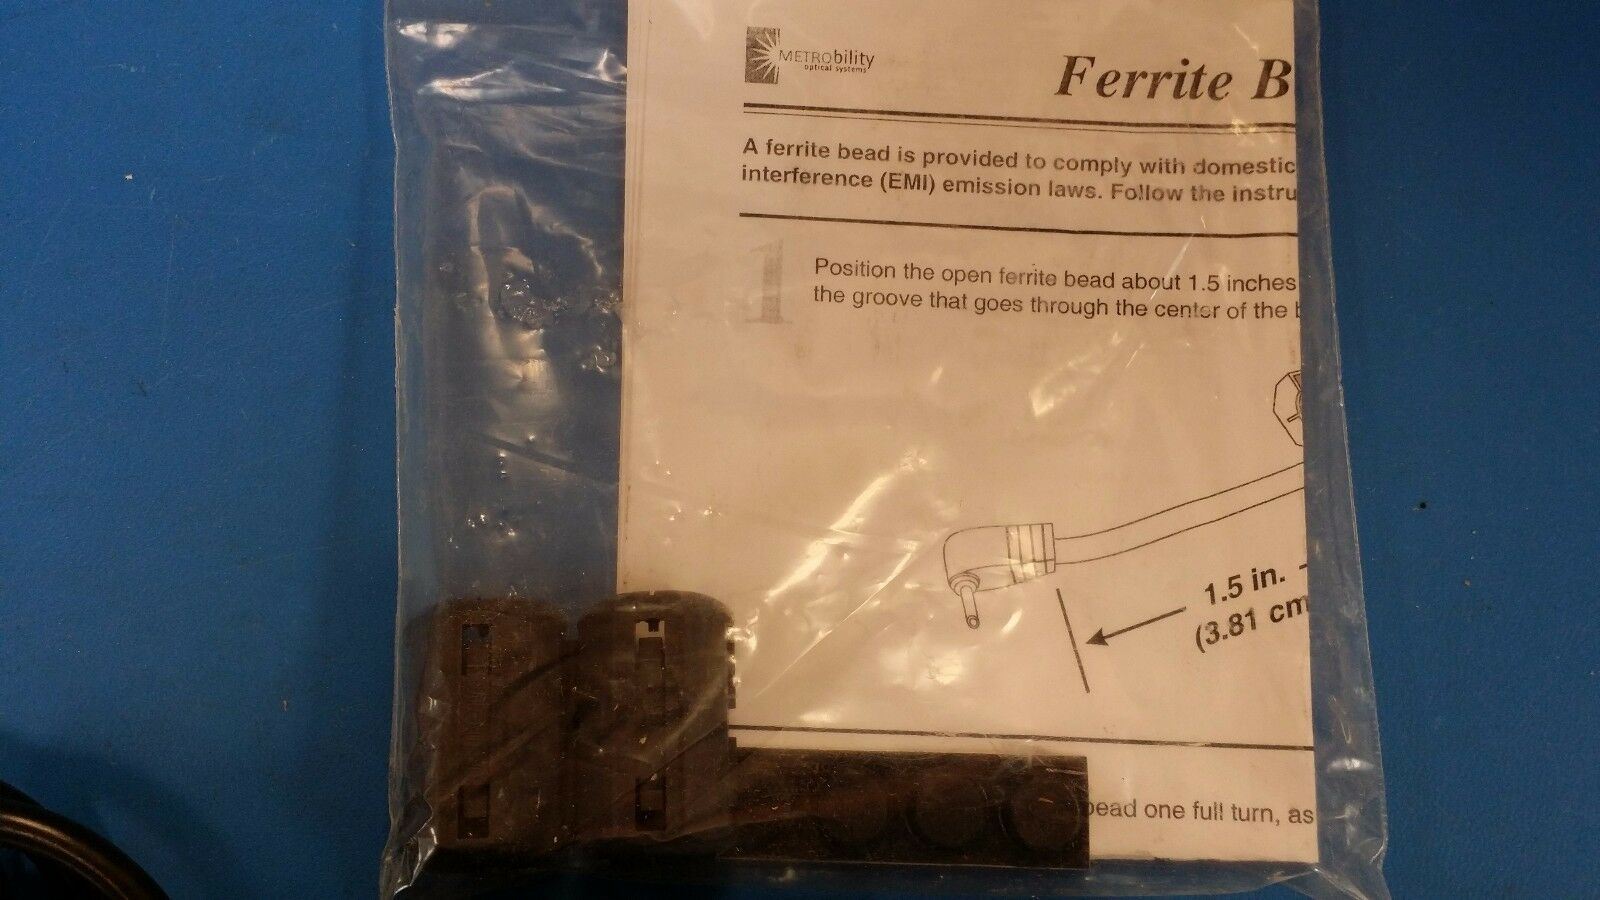 METRObility
optical systems
Ferrite B
A ferrite bead is provided to comply with domestic
interference (EMI) emission laws. Follow the instru
1
Position the open ferrite bead about 1.5 inches
the groove that goes through the center of the b
1.5 in.
(3.81 cm
bead one full turn, as